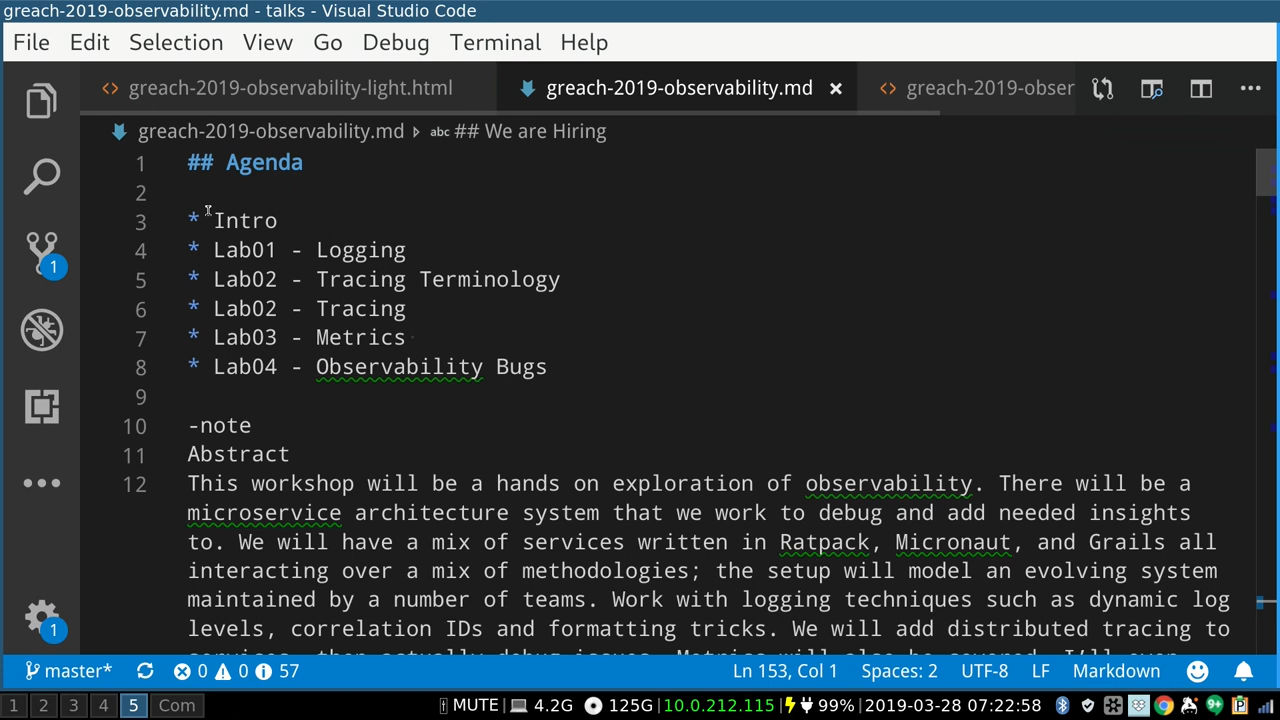 greach-2019-observability.md - talks - Visual Studio Code
File Edit Selection View Go Debug Terminal Help
greach-2019-observability-light.html greach-2019-observability.md × greach-2019-obser
greach-2019-observability.md abc ## We are Hiring
1 ## Agenda
2
3 * Intro
4 * Lab01 - Logging
5 * Lab02 - Tracing Terminology
6 * Lab02 - Tracing
7 * Lab03 - Metrics
8 * Lab04 - Observability Bugs
9
10 -note
11 Abstract
12 This workshop will be a hands on exploration of observability. There will be a
microservice architecture system that we work to debug and add needed insights
to. We will have a mix of services written in Ratpack, Micronaut, and Grails all
interacting over a mix of methodologies; the setup will model an evolving system
maintained by a number of teams. Work with logging techniques such as dynamic log
levels, correlation IDs and formatting tricks. We will add distributed tracing to
1
1
master* 0 0 57 Ln 153, Col 1 Spaces: 2 UTF-8 LF Markdown
1 2 3 4 5 Com MUTE 4.2G 125G 10.0.212.115 99% 2019-03-28 07:22:58